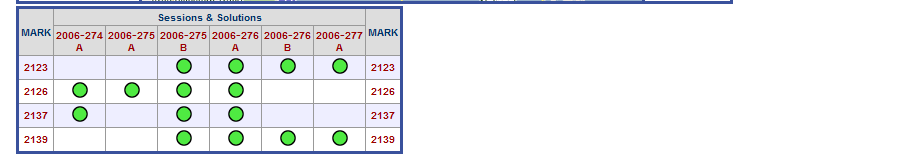 Sessions & Solutions
MARK 2006-274 2006-275 2006-275 2006-276 2006-276 2006-277 MARK
A A B A B A
2123 2123
2126 2126
2137 2137
2139 2139